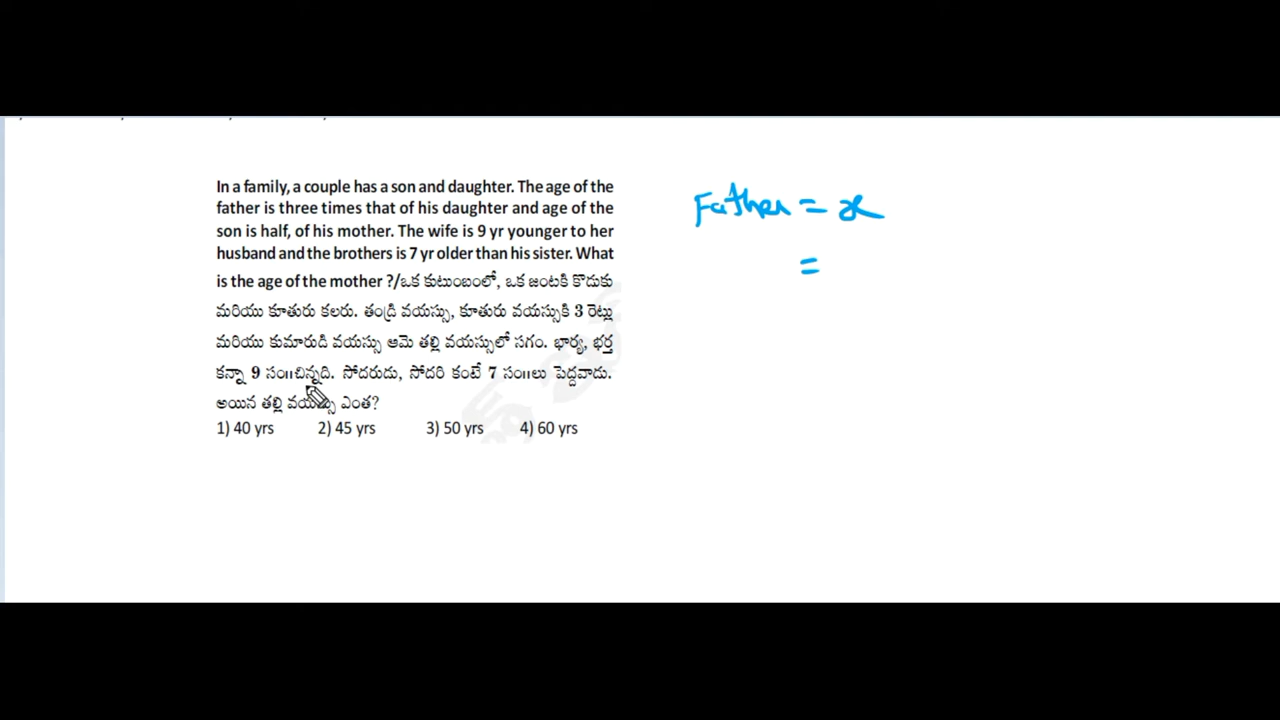 In a family, a couple has a son and daughter. The age of the
father is three times that of his daughter and age of the
son is half, of his mother. The wife is 9 yr younger to her
husband and the brothers is 7 yr older than his sister. What
is the age of the mother ?/ఒక కుటుంబంలో, ఒక జంటకి కొడుకు
మరియు కూతురు కలరు. తండ్రి వయస్సు, కూతురు వయస్సుకి 3 రెట్లు
మరియు కుమారుడి వయస్సు ఆమె తల్లి వయస్సులో సగం. భార్య, భర్త
కన్నా 9 సం॥చిన్నది. సోదరుడు, సోదరి కంటే 7 సం॥లు పెద్దవాడు.
అయిన తల్లి వయస్సు ఎంత?
1) 40 yrs 2) 45 yrs 3) 50 yrs 4) 60 yrs
Father = x
=